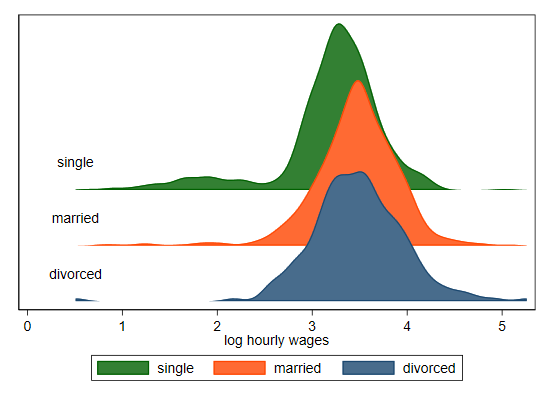 single
married
divorced
0 1 2 3 4 5
log hourly wages
single married divorced